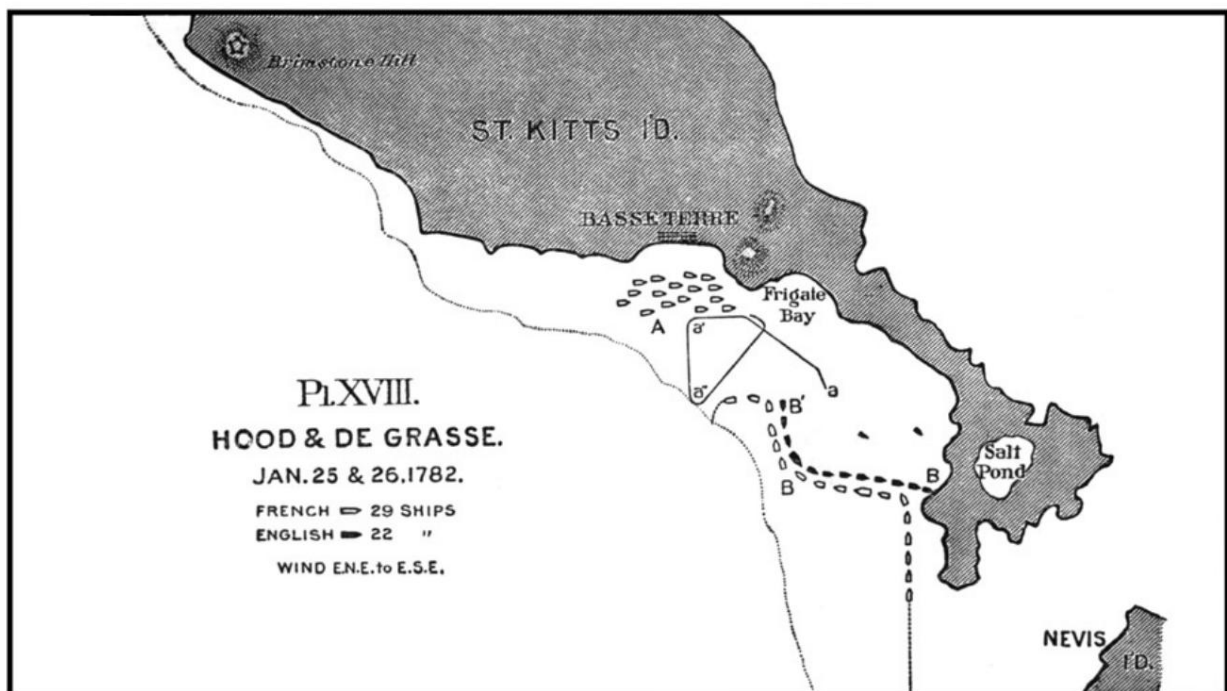 Brimstone Hill
ST. KITTS I'D.
BASSE TERRE
Frigate
Bay
A
a'
a''
a
Pl. XVIII.
HOOD & DE GRASSE.
JAN. 25 & 26. 1782.
FRENCH 29 SHIPS
ENGLISH 22 "
WIND E.N.E. to E.S.E.
B'
B
B
Salt
Pond
NEVIS
I'D.